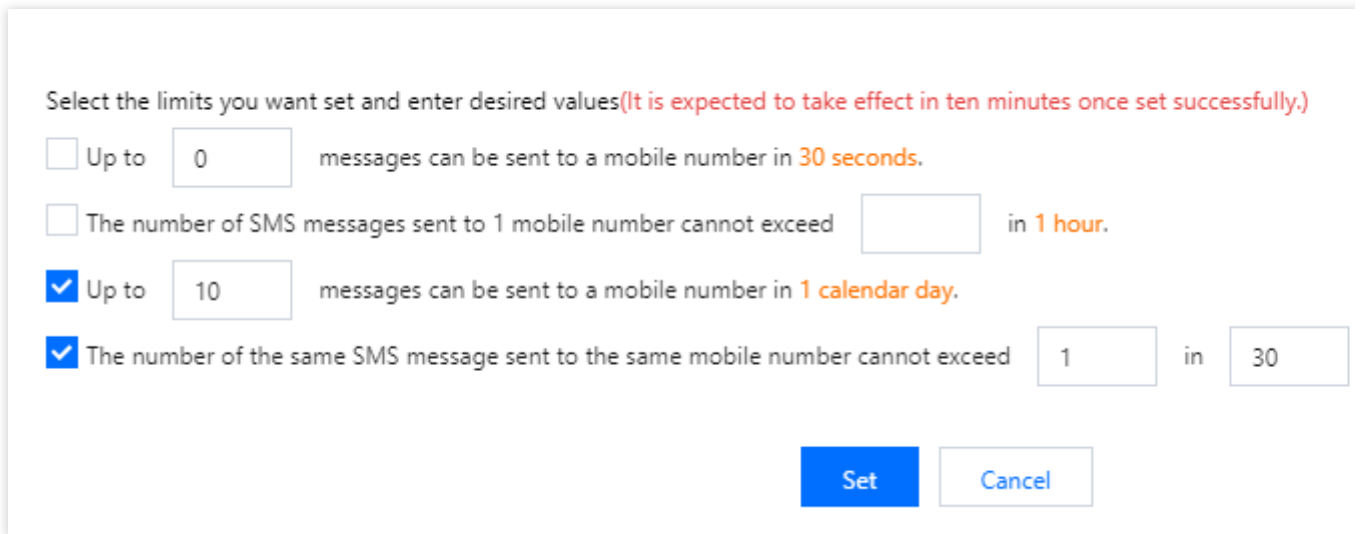 Select the limits you want set and enter desired values(It is expected to take effect in ten minutes once set successfully.)
Up to 0 messages can be sent to a mobile number in 30 seconds.
The number of SMS messages sent to 1 mobile number cannot exceed in 1 hour.
Up to 10 messages can be sent to a mobile number in 1 calendar day.
The number of the same SMS message sent to the same mobile number cannot exceed 1 in 30
Set Cancel